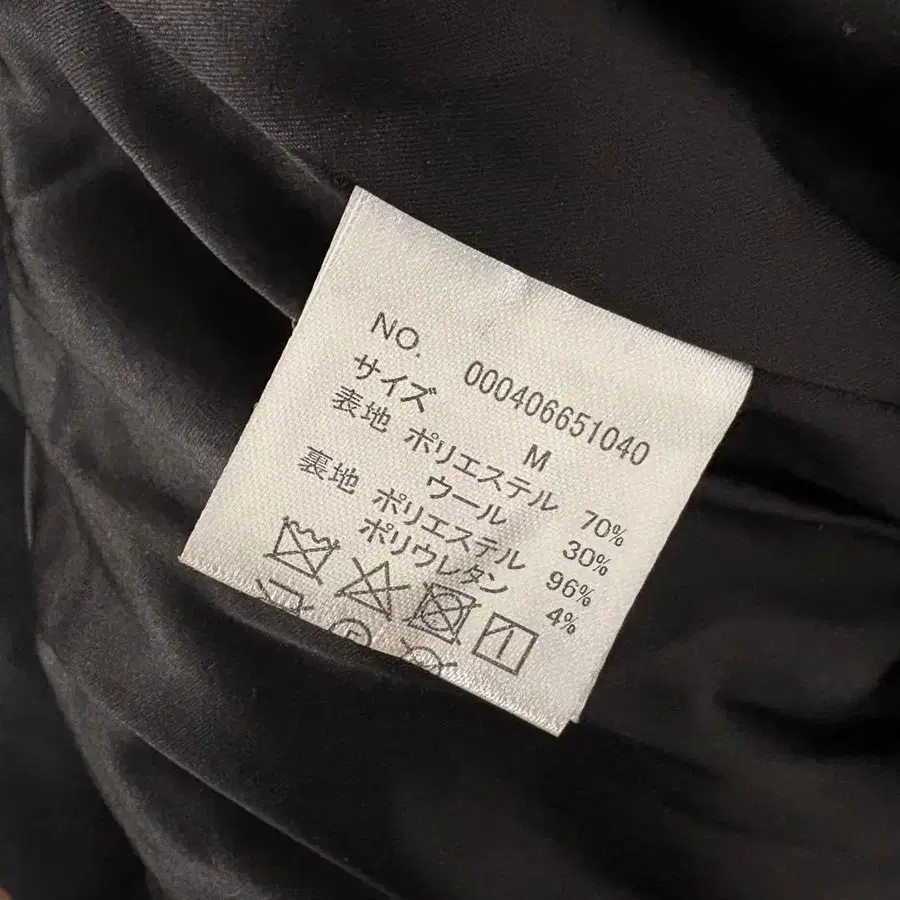 NO. 000406651040
サイズ M
表地 ポリエステル 70%
ウール 30%
裏地 ポリエステル 96%
ポリウレタン 4%